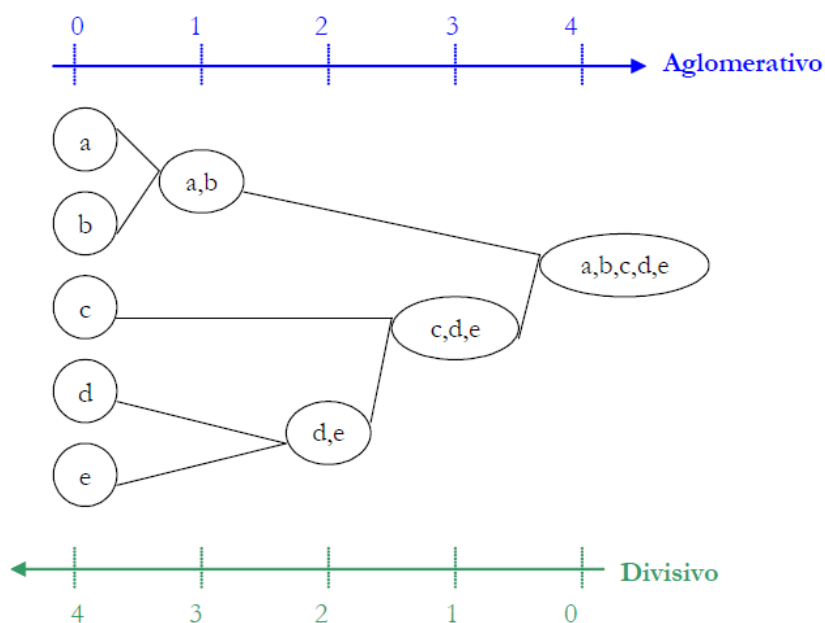 0 1 2 3 4
Aglomerativo
a
a,b
b
a,b,c,d,e
c
c,d,e
d
d,e
e
Divisivo
4 3 2 1 0